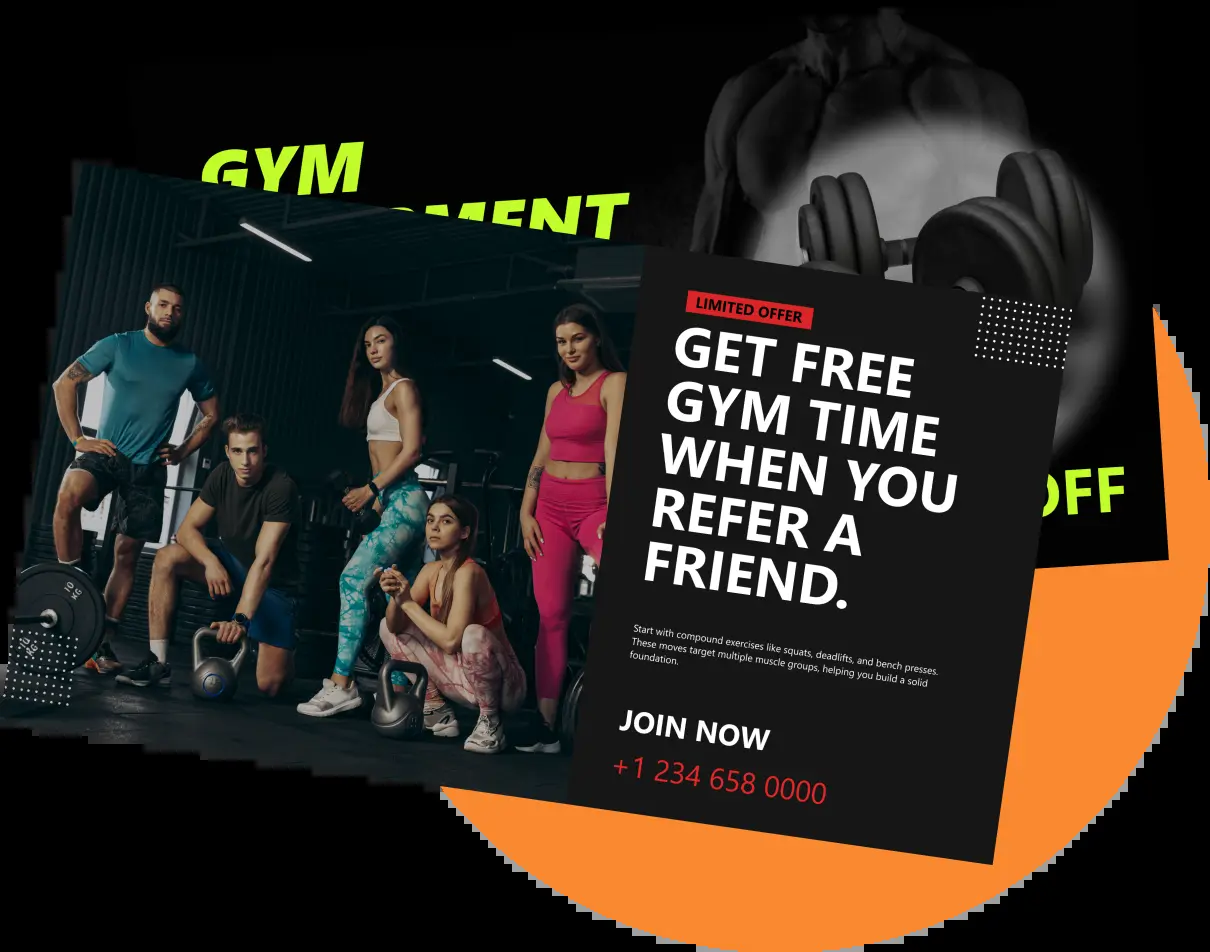 GYM
LIMITED OFFER
GET FREE
GYM TIME
WHEN YOU
REFER A
FRIEND.
Start with compound exercises like squats, deadlifts, and bench presses.
These moves target multiple muscle groups, helping you build a solid
foundation.
JOIN NOW
+1 234 658 0000
OFF
10
KG